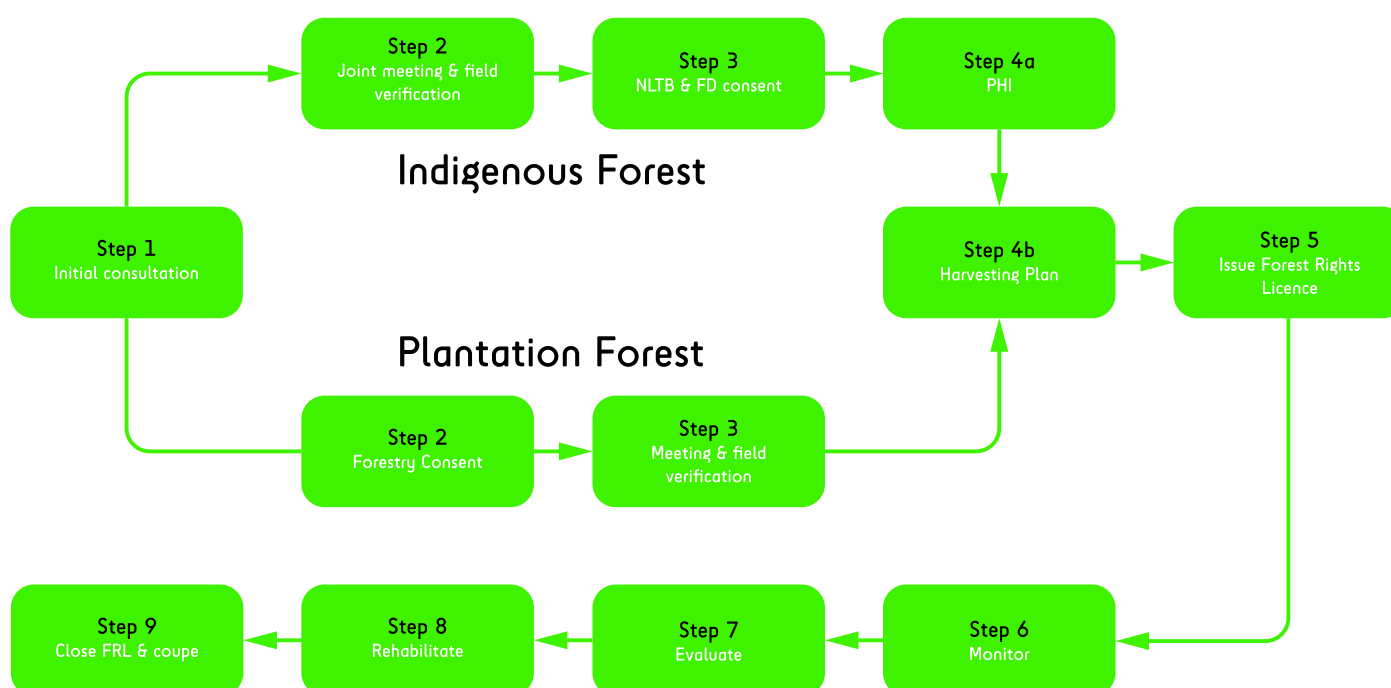 Step 2
Joint meeting & field
verification
Step 3
NLTB & FD consent
Step 4a
PHI
Indigenous Forest
Step 1
Initial consultation
Step 4b
Harvesting Plan
Step 5
Issue Forest Rights
Licence
Plantation Forest
Step 2
Forestry Consent
Step 3
Meeting & field
verification
Step 9
Close FRL & coupe
Step 8
Rehabilitate
Step 7
Evaluate
Step 6
Monitor